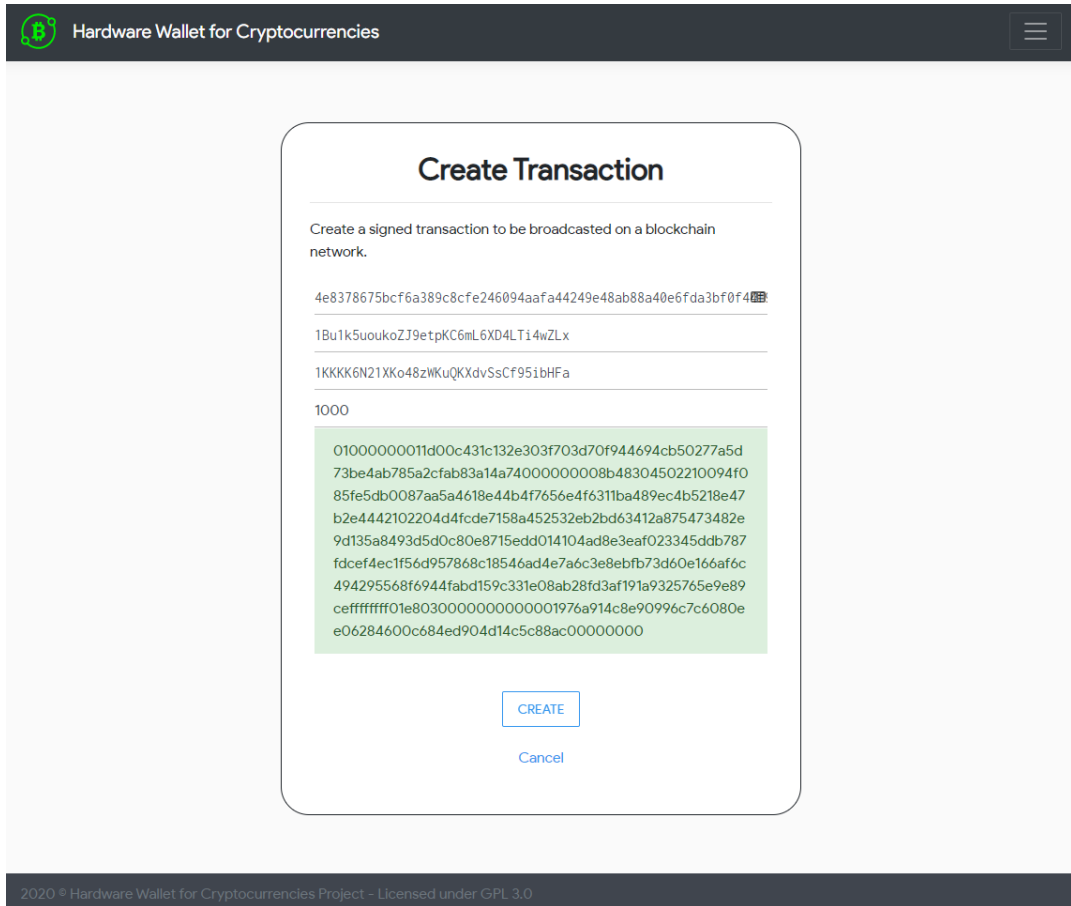 Hardware Wallet for Cryptocurrencies
Create Transaction
Create a signed transaction to be broadcasted on a blockchain
network.
4e8378675bcf6a389c8cfe246094aafa44249e48ab88a40e6fda3bf0f4
1Bu1k5uoukoZJ9etpKC6mL6XD4LTi4wZLx
1KKKK6N21XKo48zWKuQKXdvSsCf95ibHFa
1000
01000000011d00c431c132e303f703d70f944694cb50277a5d
73be4ab785a2cfab83a14a74000000008b48304502210094f0
85fe5db0087aa5a4618e44b4f7656e4f6311ba489ec4b5218e47
b2e4442102204d4fcde7158a452532eb2bd63412a875473482e
9d135a8493d5d0c80e8715edd014104ad8e3eaf023345ddb787
fdcef4ec1f56d957868c18546ad4e7a6c3e8ebfb73d60e166af6c
494295568f6944fabd159c331e08ab28fd3af191a9325765e9e89
ceffffffff01e8030000000000001976a914c8e90996c7c6080e
e06284600c684ed904d14c5c88ac00000000
CREATE
Cancel
2020 © Hardware Wallet for Cryptocurrencies Project - Licensed under GPL 3.0